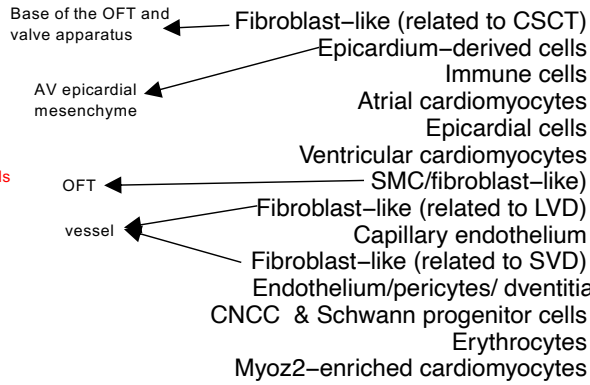 Base of the OFT and
valve apparatus
Fibroblast–like (related to CSCT)
Epicardium–derived cells
Immune cells
AV epicardial
mesenchyme
Atrial cardiomyocytes
Epicardial cells
Ventricular cardiomyocytes
ls
OFT
SMC/fibroblast–like)
Fibroblast–like (related to LVD)
vessel
Capillary endothelium
Fibroblast–like (related to SVD)
Endothelium/pericytes/ dventitia
CNCC & Schwann progenitor cells
Erythrocytes
Myoz2–enriched cardiomyocytes